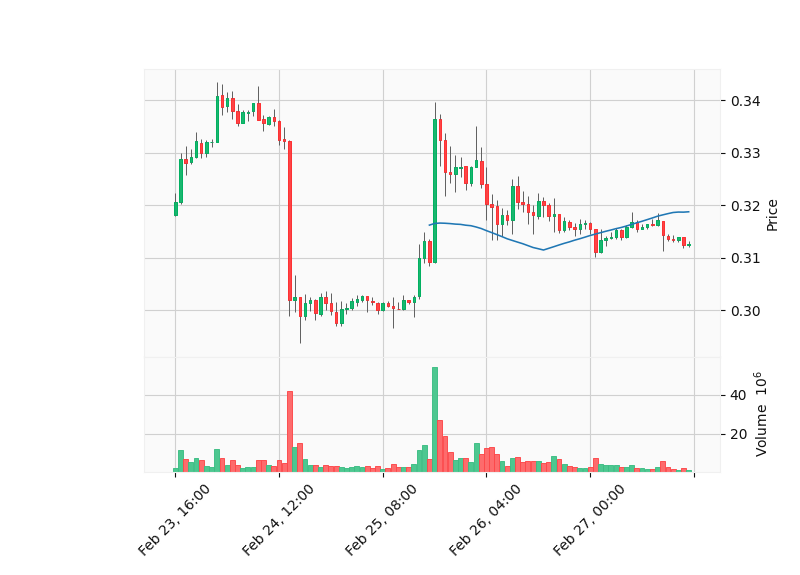 0.34
0.33
0.32
0.31
0.30
Price
40
20
Volume 10^6
Feb 23, 16:00
Feb 24, 12:00
Feb 25, 08:00
Feb 26, 04:00
Feb 27, 00:00